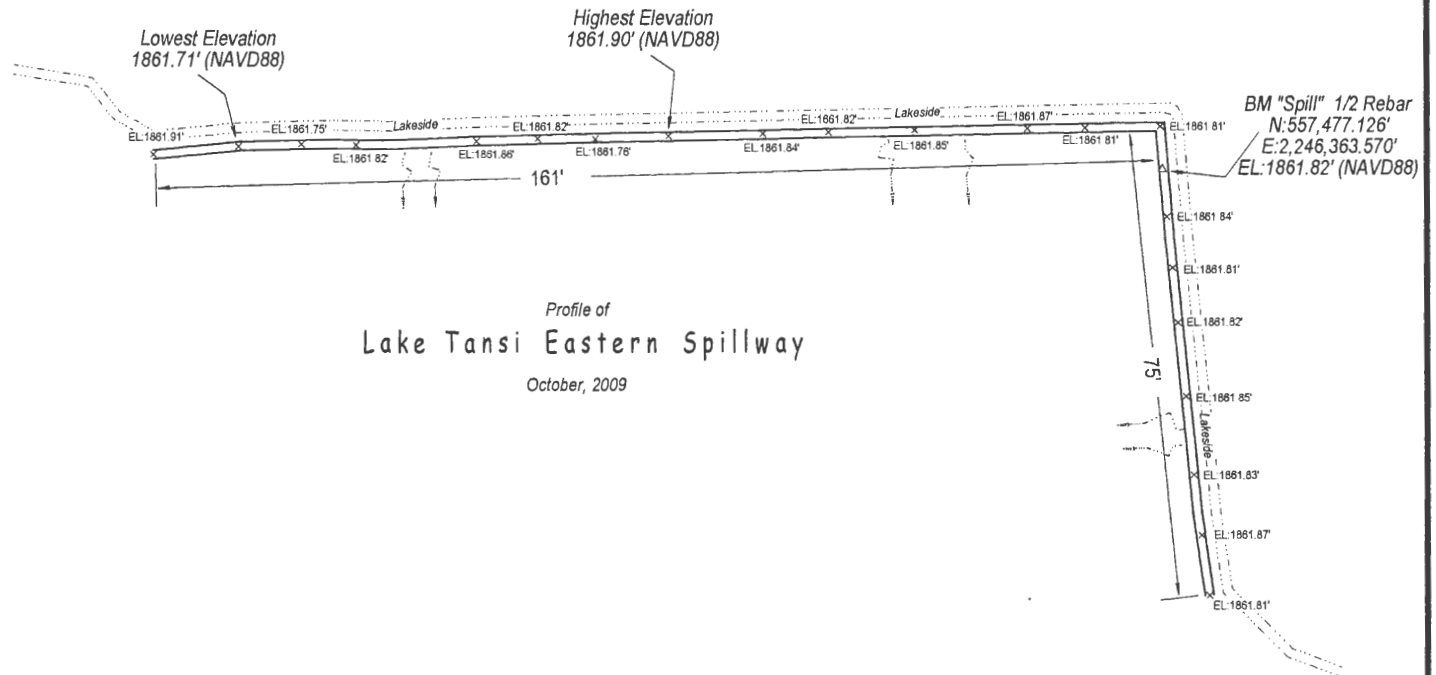 Highest Elevation
1861.90' (NAVD88)
Lowest Elevation
1861.71' (NAVD88)
BM "Spill" 1/2 Rebar
N:557,477.126'
E:2,246,363.570'
EL:1861.82' (NAVD88)
EL:1861.91'
EL:1861.75'
Lakeside
EL:1861.82'
EL:1861.82'
Lakeside
EL:1861.87'
EL:1861.81'
EL:1861.82'
EL:1861.86'
EL:1861.76'
EL:1861.84'
EL:1861.85'
EL:1861.81'
161'
EL:1861.84'
EL:1861.81'
EL:1861.82'
75'
EL:1861.85'
Lakeside
EL:1861.83'
EL:1861.87'
EL:1861.81'
Profile of
Lake Tansi Eastern Spillway
October, 2009